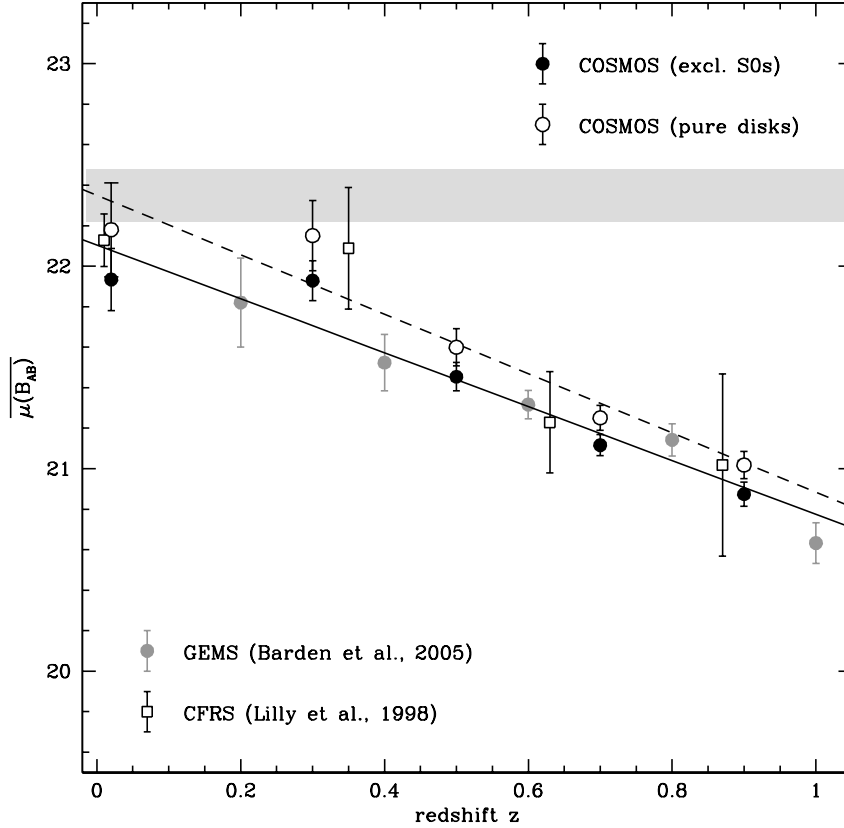 23
COSMOS (excl. S0s)
COSMOS (pure disks)
22
μ(B_AB)
21
20
GEMS (Barden et al., 2005)
CFRS (Lilly et al., 1998)
0 0.2 0.4 0.6 0.8 1
redshift z